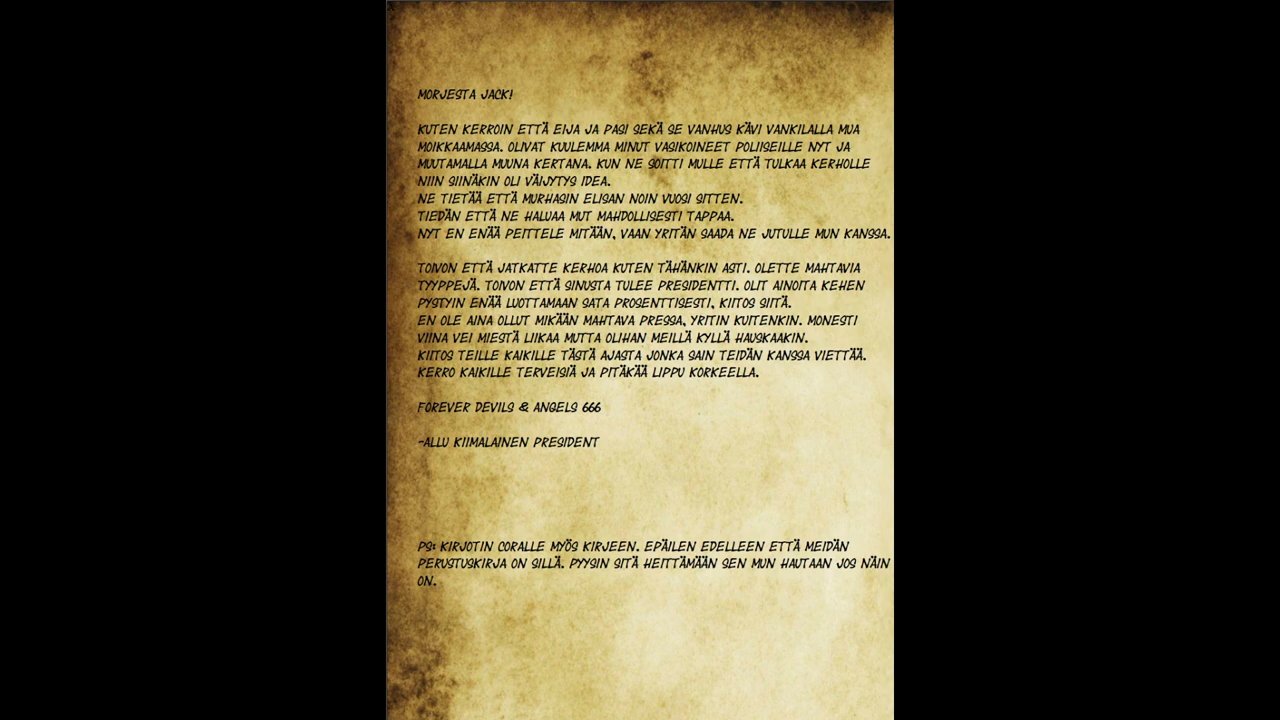 MORJESTA JACK!
KUTEN KERROIN ETTÄ EIJA JA PASI SEKÄ SE VANHUS KÄVI VANKILALLA MUA
MOIKKAAMASSA. OLIVAT KUULEMMA MINUT VASIKOINEET POLIISEILLE NYT JA
MUUTAMALLA MUUNA KERTANA. KUN NE SOITTI MULLE ETTÄ TULKAA KERHOLLE
NIIN SIINÄKIN OLI VÄIJYTYS IDEA.
NE TIETÄÄ ETTÄ MURHASIN ELISAN NOIN VUOSI SITTEN.
TIEDÄN ETTÄ NE HALUAA MUT MAHDOLLISESTI TAPPAA.
NYT EN ENÄÄ PEITTELE MITÄÄN, VAAN YRITÄN SAADA NE JUTULLE MUN KANSSA.
TOIVON ETTÄ JATKATTE KERHOA KUTEN TÄHÄNKIN ASTI. OLETTE MAHTAVIA
TYYPPEJÄ. TOIVON ETTÄ SINUSTA TULEE PRESIDENTTI. OLIT AINOITA KEHEN
PYSTYIN ENÄÄ LUOTTAMAAN SATA PROSENTTISESTI, KIITOS SIITÄ.
EN OLE AINA OLLUT MIKÄÄN MAHTAVA PRESSA, YRITIN KUITENKIN. MONESTI
VIINA VEI MIESTÄ LIIKAA MUTTA OLIHAN MEILLÄ KYLLÄ HAUSKAAKIN.
KIITOS TEILLE KAIKILLE TÄSTÄ AJASTA JONKA SAIN TEIDÄN KANSSA VIETTÄÄ.
KERRO KAIKILLE TERVEISIÄ JA PITÄKÄÄ LIPPU KORKEELLA.
FOREVER DEVILS & ANGELS 666
-ALLU KIIMALAINEN PRESIDENT
PS: KIRJOTIN CORALLE MYÖS KIRJEEN. EPÄILEN EDELLEEN ETTÄ MEIDÄN
PERUSTUSKIRJA ON SILLÄ. PYYSIN SITÄ HEITTÄMÄÄN SEN MUN HAUTAAN JOS NÄIN
ON.